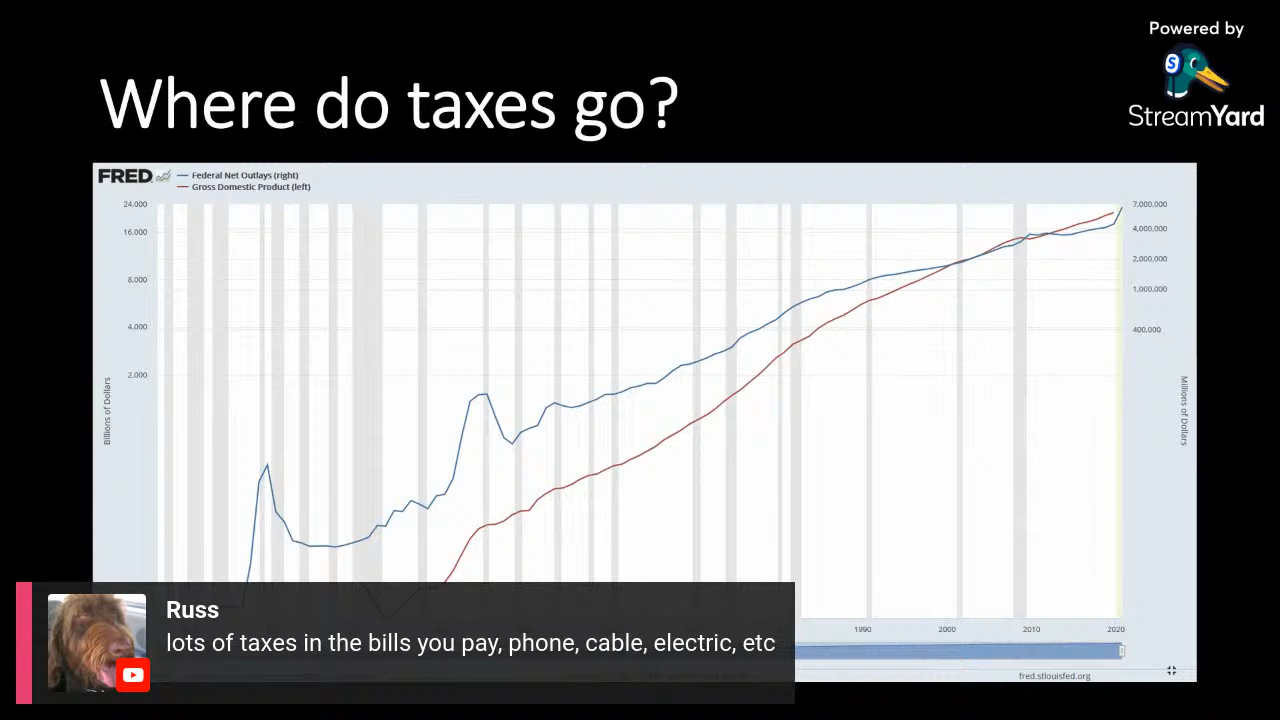 Powered by
StreamYard
Where do taxes go?
FRED
Federal Net Outlays (right)
Gross Domestic Product (left)
24,000
16,000
8,000
4,000
2,000
Billions of Dollars
7,000,000
4,000,000
2,000,000
1,000,000
400,000
Millions of Dollars
1990
2000
2010
2020
fred.stlouisfed.org
Russ
lots of taxes in the bills you pay, phone, cable, electric, etc